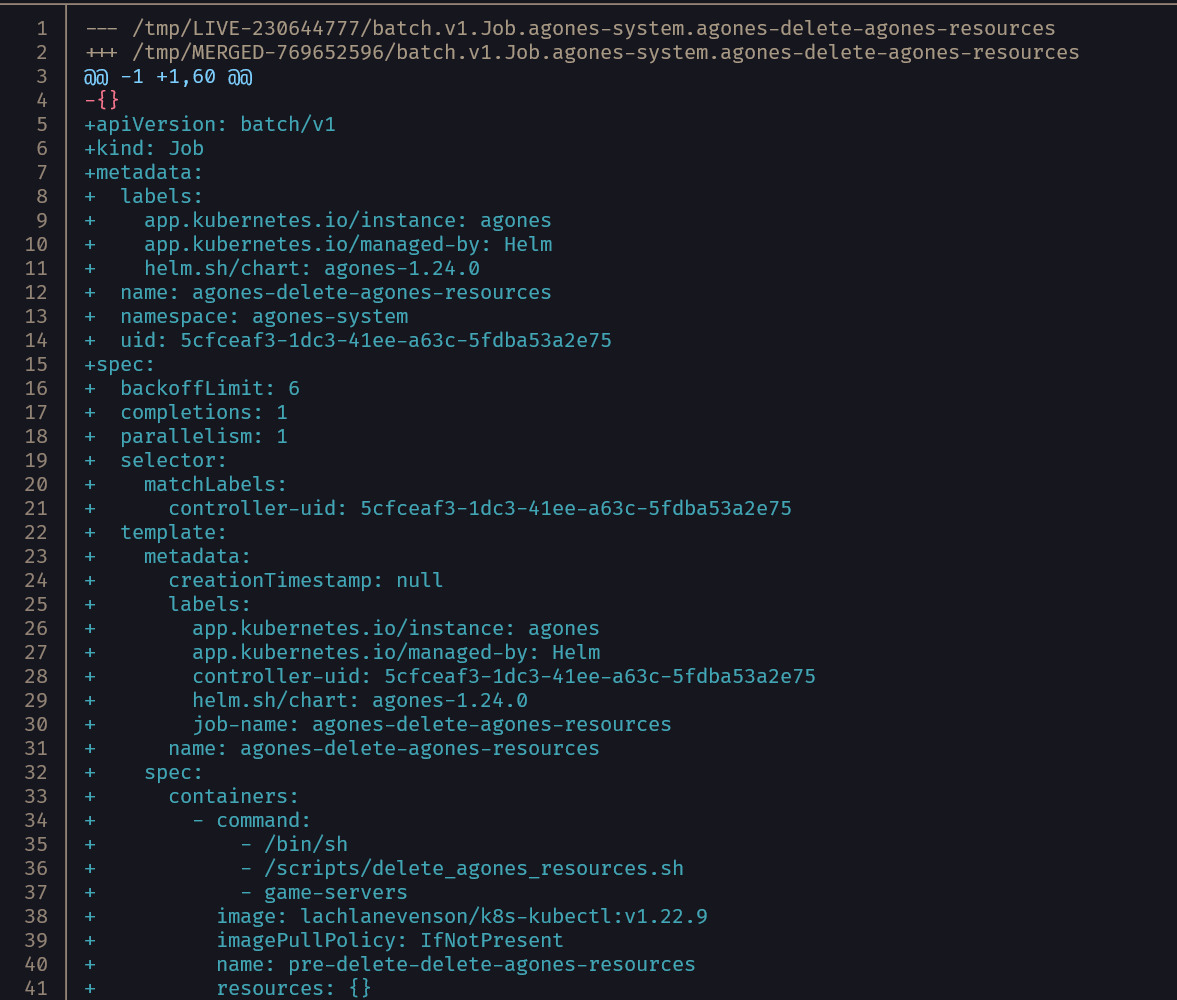 1 --- /tmp/LIVE-230644777/batch.v1.Job.agones-system.agones-delete-agones-resources
2 +++ /tmp/MERGED-769652596/batch.v1.Job.agones-system.agones-delete-agones-resources
3 @@ -1 +1,60 @@
4 -{}
5 +apiVersion: batch/v1
6 +kind: Job
7 +metadata:
8 +  labels:
9 +    app.kubernetes.io/instance: agones
10 +    app.kubernetes.io/managed-by: Helm
11 +    helm.sh/chart: agones-1.24.0
12 +  name: agones-delete-agones-resources
13 +  namespace: agones-system
14 +  uid: 5cfceaf3-1dc3-41ee-a63c-5fdba53a2e75
15 +spec:
16 +  backoffLimit: 6
17 +  completions: 1
18 +  parallelism: 1
19 +  selector:
20 +    matchLabels:
21 +      controller-uid: 5cfceaf3-1dc3-41ee-a63c-5fdba53a2e75
22 +  template:
23 +    metadata:
24 +      creationTimestamp: null
25 +      labels:
26 +        app.kubernetes.io/instance: agones
27 +        app.kubernetes.io/managed-by: Helm
28 +        controller-uid: 5cfceaf3-1dc3-41ee-a63c-5fdba53a2e75
29 +        helm.sh/chart: agones-1.24.0
30 +        job-name: agones-delete-agones-resources
31 +      name: agones-delete-agones-resources
32 +    spec:
33 +      containers:
34 +        - command:
35 +            - /bin/sh
36 +            - /scripts/delete_agones_resources.sh
37 +            - game-servers
38 +          image: lachlanevenson/k8s-kubectl:v1.22.9
39 +          imagePullPolicy: IfNotPresent
40 +          name: pre-delete-delete-agones-resources
41 +          resources: {}